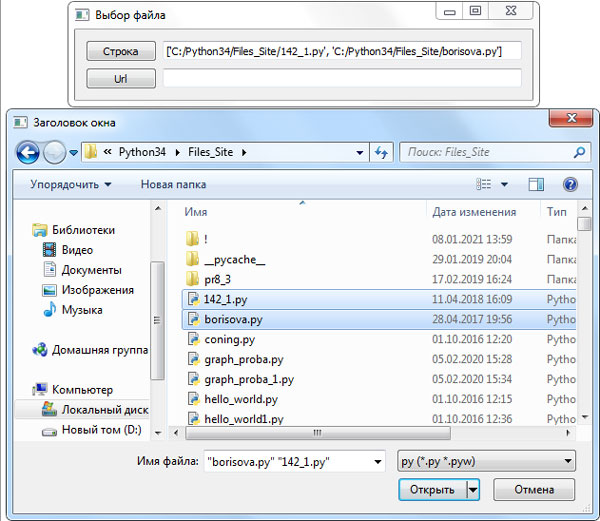 Выбор файла
Строка ['C:/Python34/Files_Site/142_1.py', 'C:/Python34/Files_Site/borisova.py']
Url
Заголовок окна
« Python34 Files_Site Поиск: Files_Site
Упорядочить Новая папка
Имя Дата изменения Тип
Библиотеки
Видео
Документы
Изображения
Музыка
Домашняя группа
Компьютер
Локальный диск
Новый том (D:)
! 08.01.2021 13:59 Папка
__pycache__ 29.01.2019 20:04 Папка
pr8_3 17.02.2019 16:24 Папка
142_1.py 11.04.2018 16:09 Pytho
borisova.py 28.04.2017 19:56 Pytho
coning.py 01.10.2016 12:20 Pytho
graph_proba.py 05.02.2020 15:28 Pytho
graph_proba_1.py 05.02.2020 15:34 Pytho
hello_world.py 01.10.2016 12:15 Pytho
hello_world1.py 01.10.2016 12:36 Pytho
Имя файла: "borisova.py" "142_1.py" py (*.py *.pyw)
Открыть Отмена